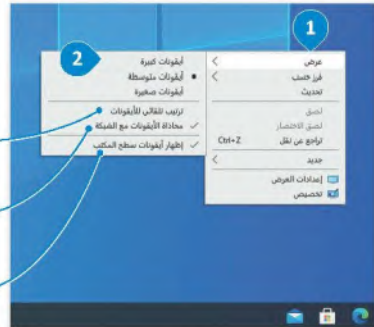 1
عرض
فرز حسب
تحديث
لصق
لصق الاختصار
تراجع عن نقل Ctrl+Z
جديد
إعدادات العرض
تخصيص
2
أيقونات كبيرة
أيقونات متوسطة
أيقونات صغيرة
ترتيب تلقائي للأيقونات
محاذاة الأيقونات مع الشبكة
إظهار أيقونات سطح المكتب